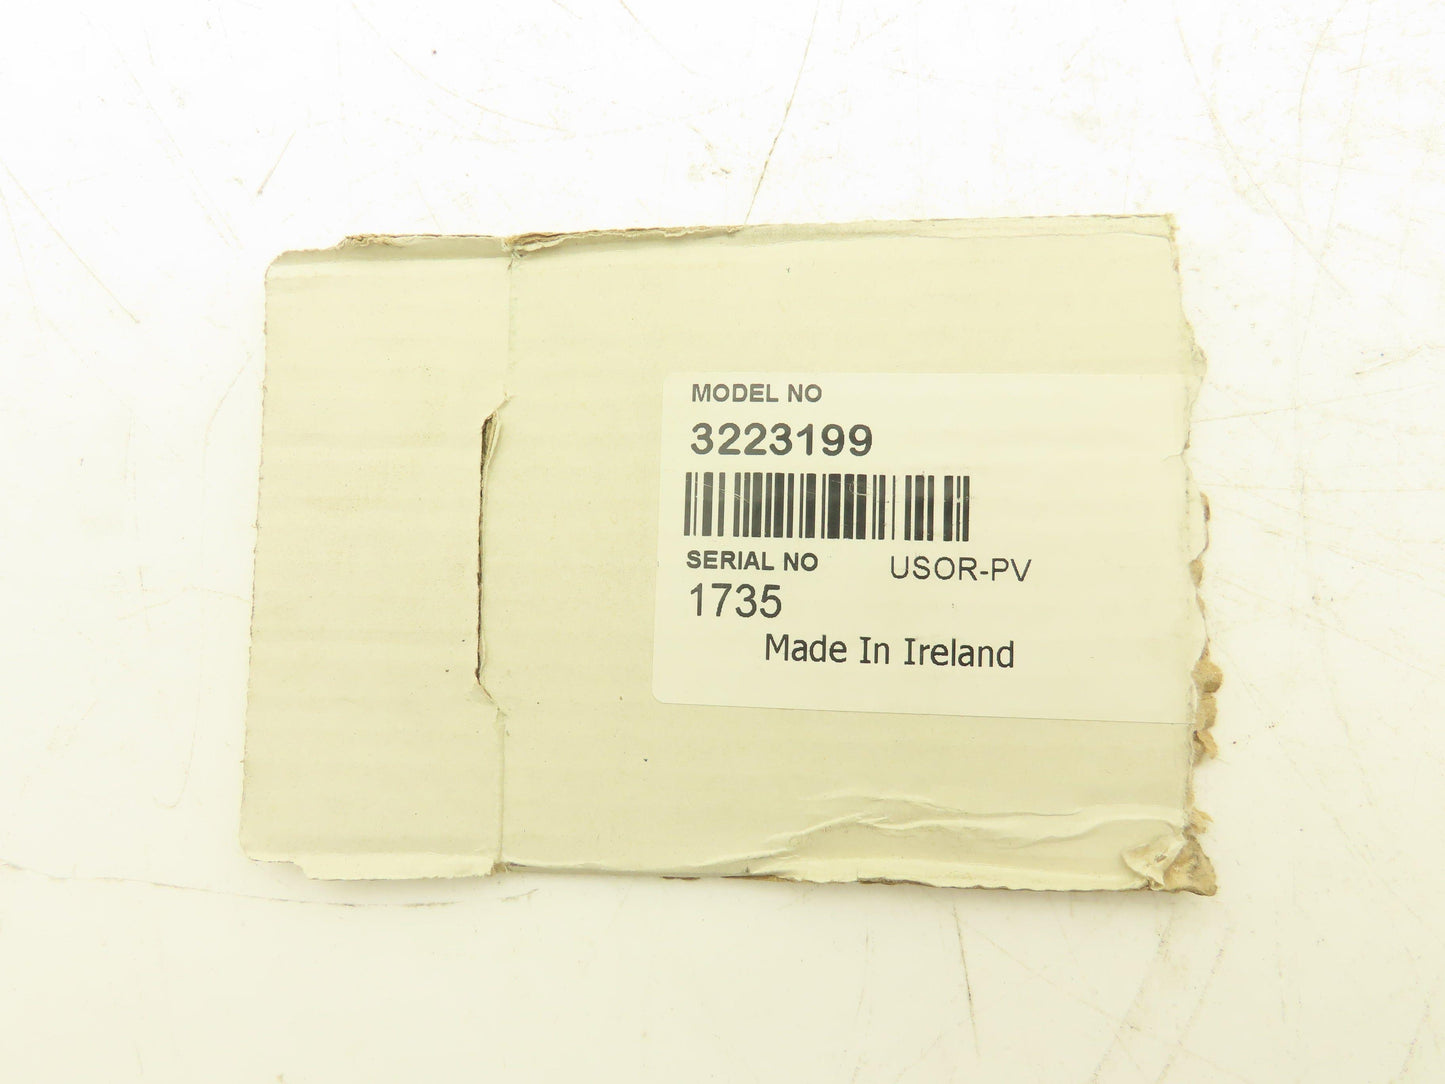 MODEL NO
3223199
SERIAL NO USOR-PV
1735
Made In Ireland